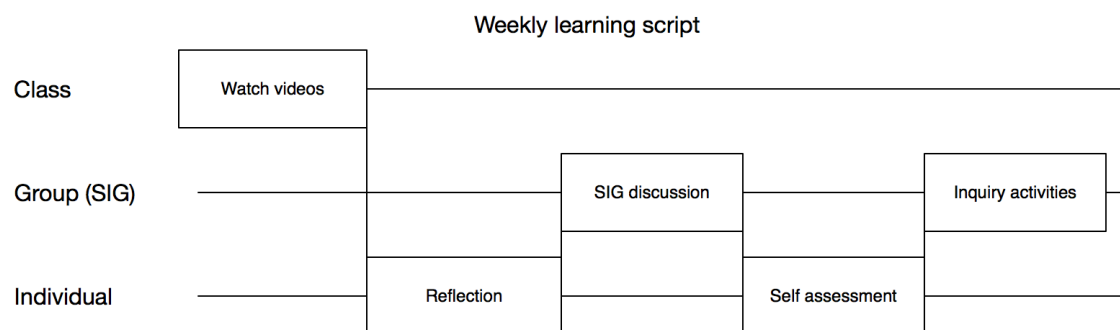 Weekly learning script
Class
Watch videos
Group (SIG)
SIG discussion
Inquiry activities
Individual
Reflection
Self assessment